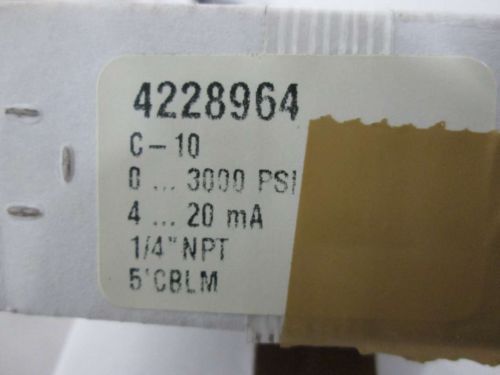 4228964
C-10
0 ... 3000 PSI
4 ... 20 mA
1/4" NPT
5'CBLM